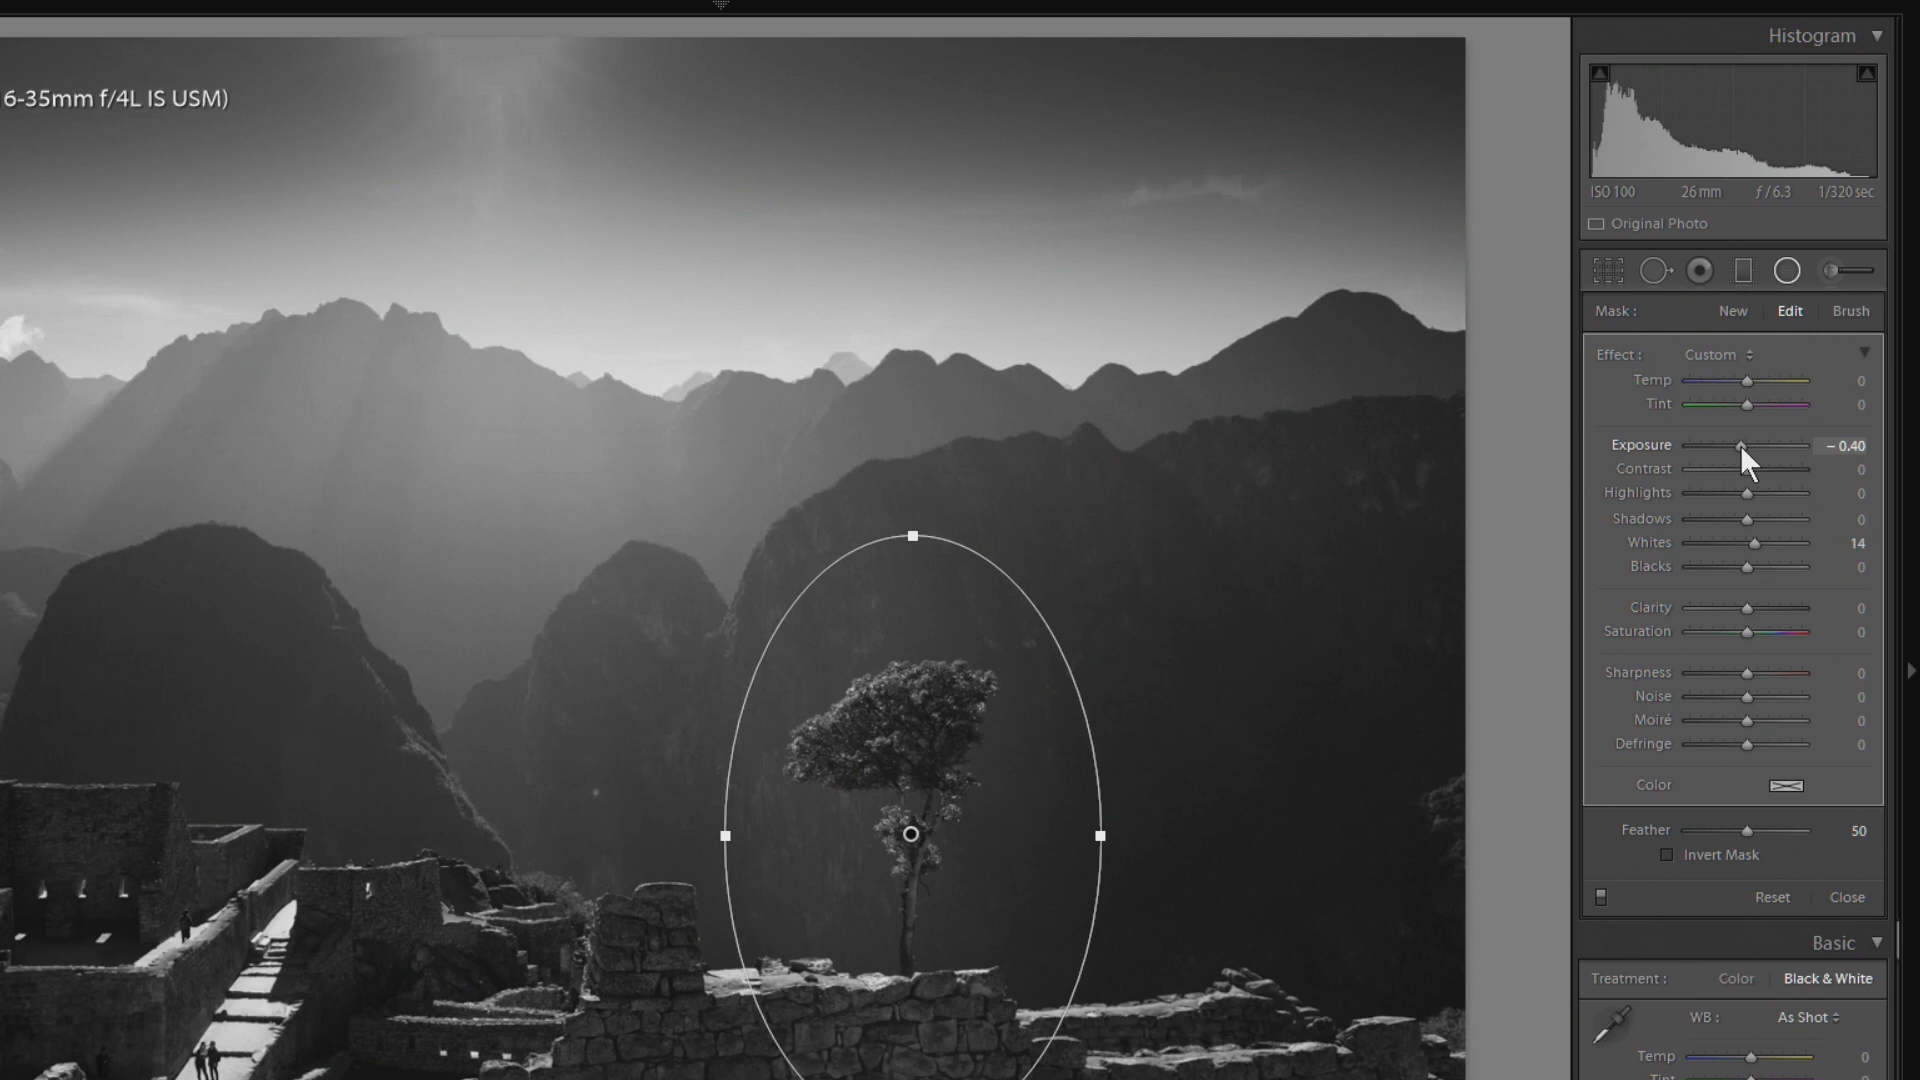 6-35mm f/4L IS USM)
Histogram
ISO 100 26 mm ƒ / 6.3 1/320 sec
Original Photo
Mask : New Edit Brush
Effect : Custom
Temp 0
Tint 0
Exposure – 0.40
Contrast 0
Highlights 0
Shadows 0
Whites 14
Blacks 0
Clarity 0
Saturation 0
Sharpness 0
Noise 0
Moiré 0
Defringe 0
Color
Feather 50
Invert Mask
Reset Close
Basic
Treatment : Color Black & White
WB : As Shot
Temp 0
Tint